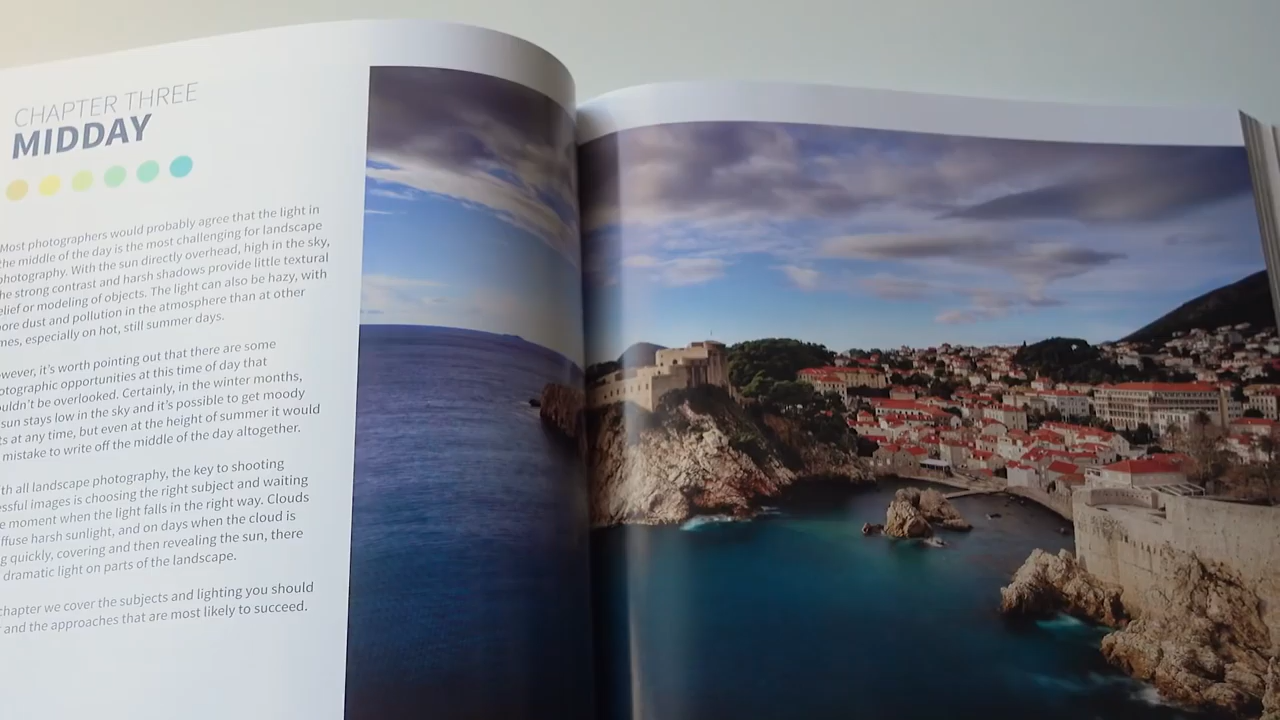 CHAPTER THREE
MIDDAY
Most photographers would probably agree that the light in
the middle of the day is the most challenging for landscape
photography. With the sun directly overhead, high in the sky,
he strong contrast and harsh shadows provide little textural
elief or modeling of objects. The light can also be hazy, with
ore dust and pollution in the atmosphere than at other
mes, especially on hot, still summer days.
wever, it's worth pointing out that there are some
otographic opportunities at this time of day that
uldn't be overlooked. Certainly, in the winter months,
sun stays low in the sky and it's possible to get moody
s at any time, but even at the height of summer it would
mistake to write off the middle of the day altogether.
th all landscape photography, the key to shooting
essful images is choosing the right subject and waiting
e moment when the light falls in the right way. Clouds
ffuse harsh sunlight, and on days when the cloud is
g quickly, covering and then revealing the sun, there
dramatic light on parts of the landscape.
chapter we cover the subjects and lighting you should
and the approaches that are most likely to succeed.